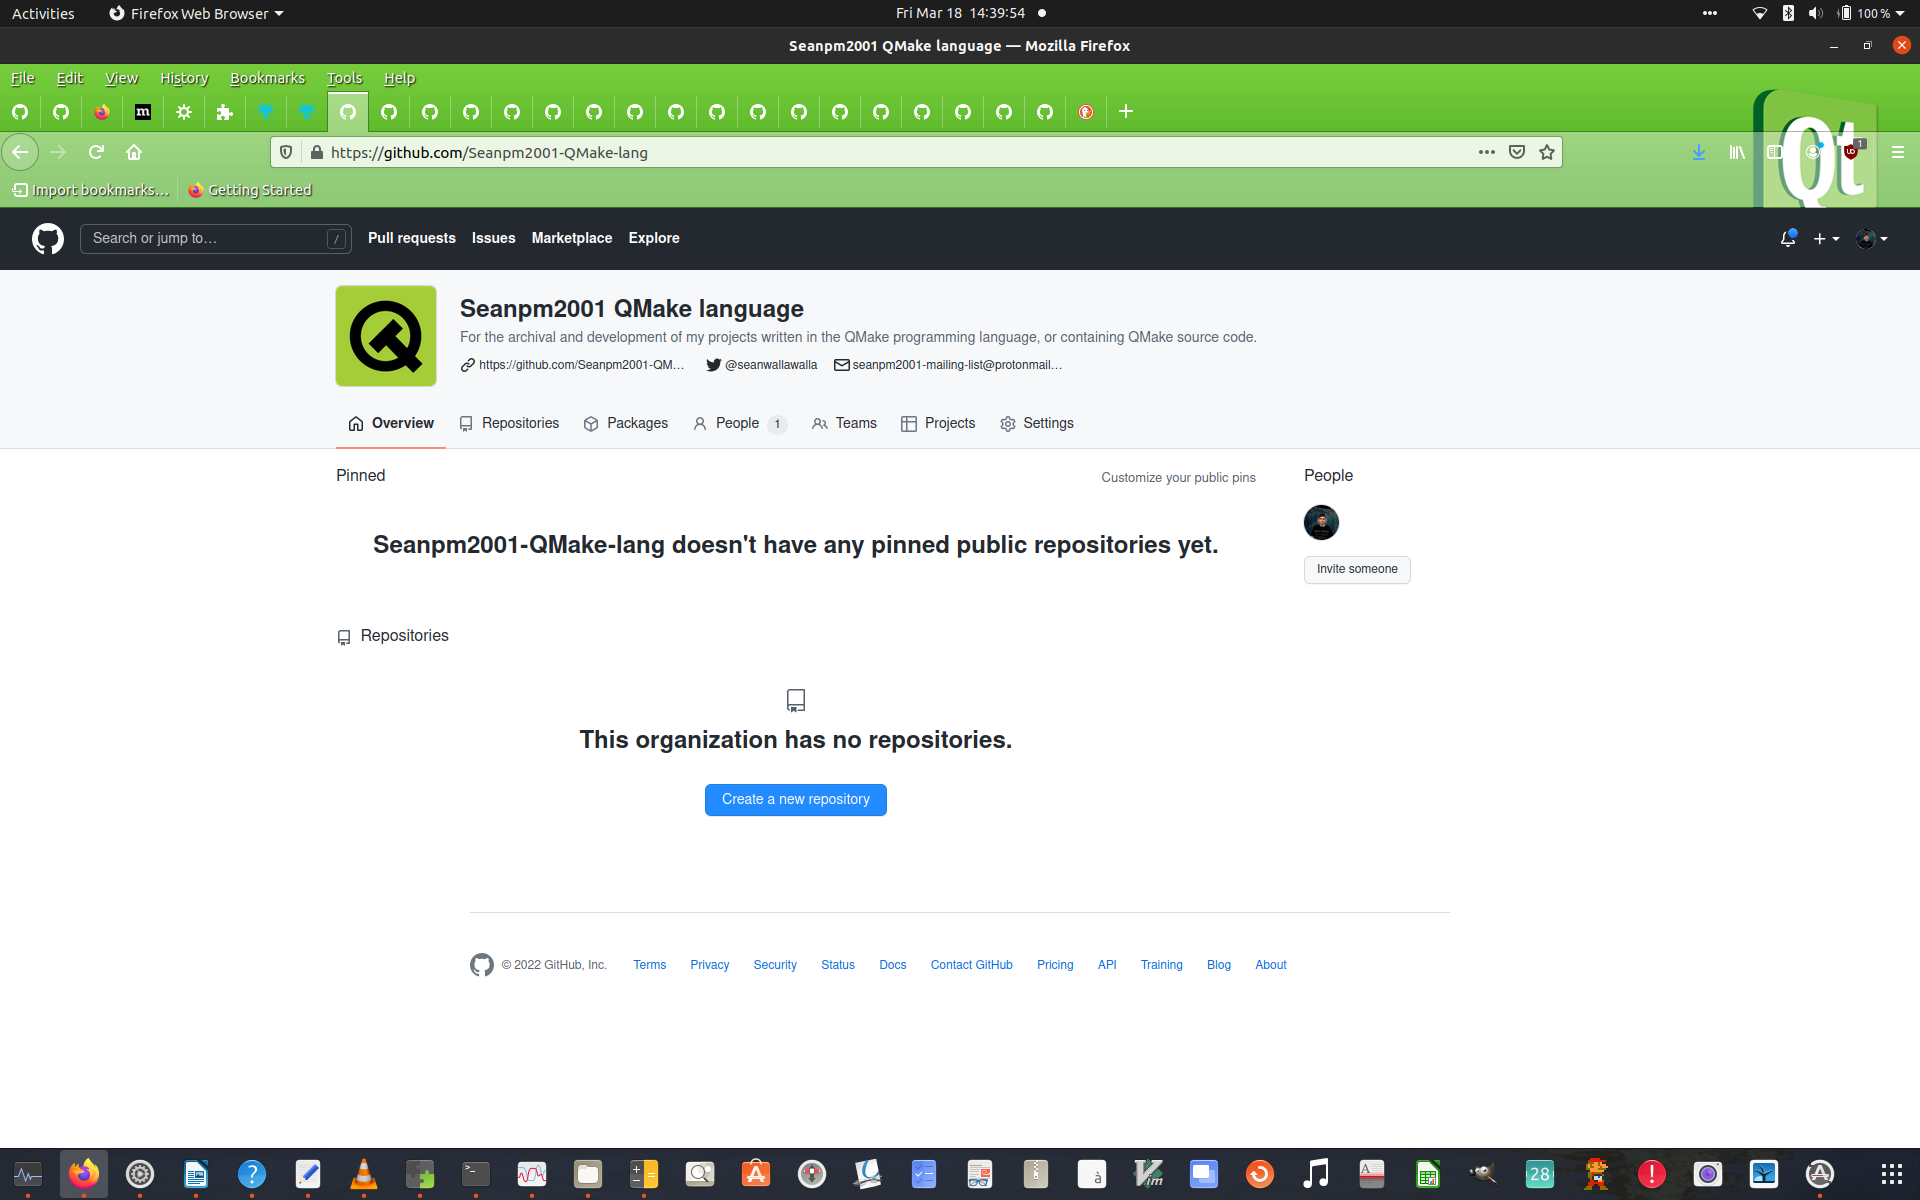 Activities
Firefox Web Browser
Fri Mar 18 14:39:54
100 %
Seanpm2001 QMake language — Mozilla Firefox
File Edit View History Bookmarks Tools Help
m
https://github.com/Seanpm2001-QMake-lang
1
Qt
Import bookmarks...
Getting Started
Search or jump to...
/
Pull requests Issues Marketplace Explore
Seanpm2001 QMake language
For the archival and development of my projects written in the QMake programming language, or containing QMake source code.
https://github.com/Seanpm2001-QM... @seanwallawalla seanpm2001-mailing-list@protonmail...
Overview Repositories Packages People 1 Teams Projects Settings
Pinned
Customize your public pins
People
Seanpm2001-QMake-lang doesn't have any pinned public repositories yet.
Invite someone
Repositories
This organization has no repositories.
Create a new repository
© 2022 GitHub, Inc. Terms Privacy Security Status Docs Contact GitHub Pricing API Training Blog About
28